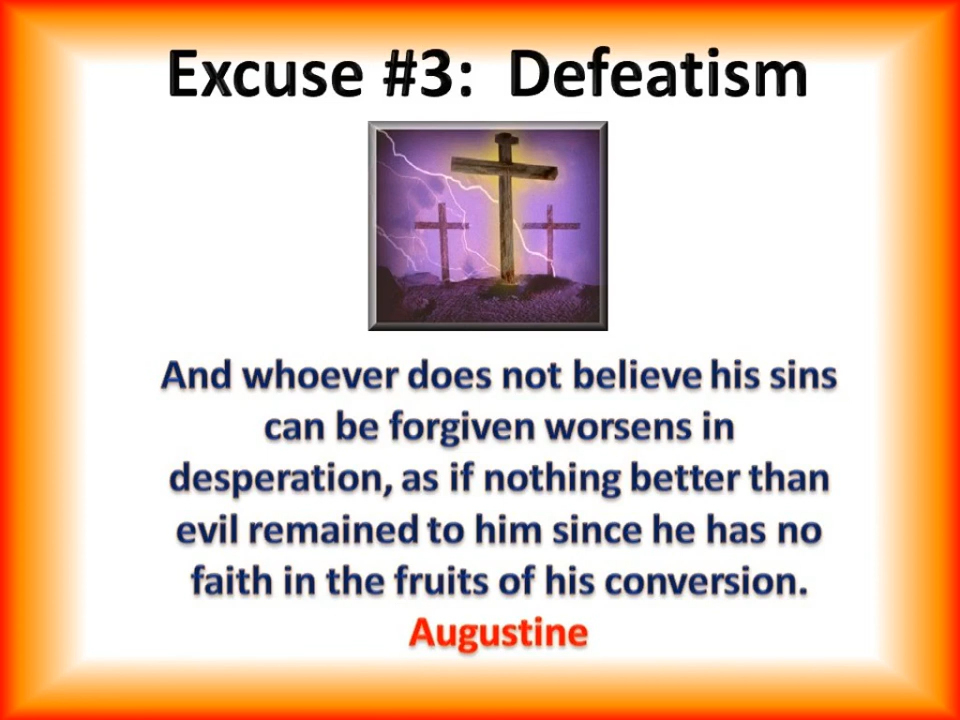 Excuse #3: Defeatism
And whoever does not believe his sins
can be forgiven worsens in
desperation, as if nothing better than
evil remained to him since he has no
faith in the fruits of his conversion.
Augustine